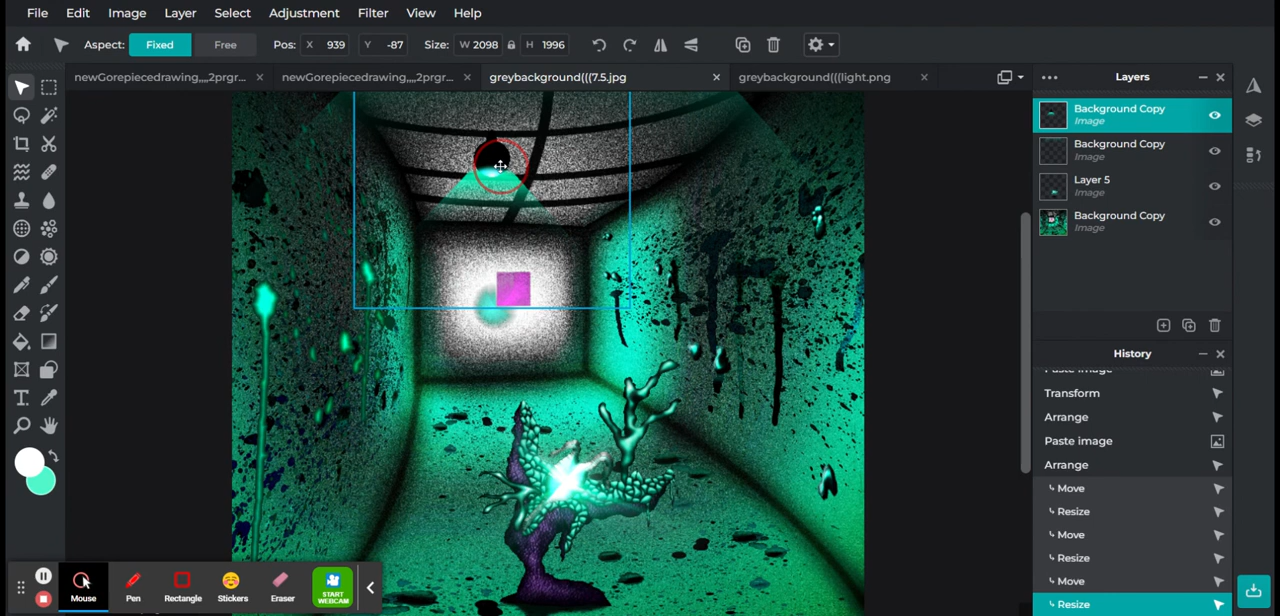 File Edit Image Layer Select Adjustment Filter View Help
Aspect: Fixed Free Pos: X 939 Y -87 Size: W 2098 H 1996
newGorepiecedrawing,,,,2prgr... newGorepiecedrawing,,,,2prgr... greybackground(((7.5.jpg greybackground(((light.png
Layers
Background Copy
Image
Background Copy
Image
Layer 5
Image
Background Copy
Image
History
Paste image
Transform
Arrange
Paste image
Arrange
Move
Resize
Move
Resize
Move
Resize
Mouse Pen Rectangle Stickers Eraser START WEBCAM